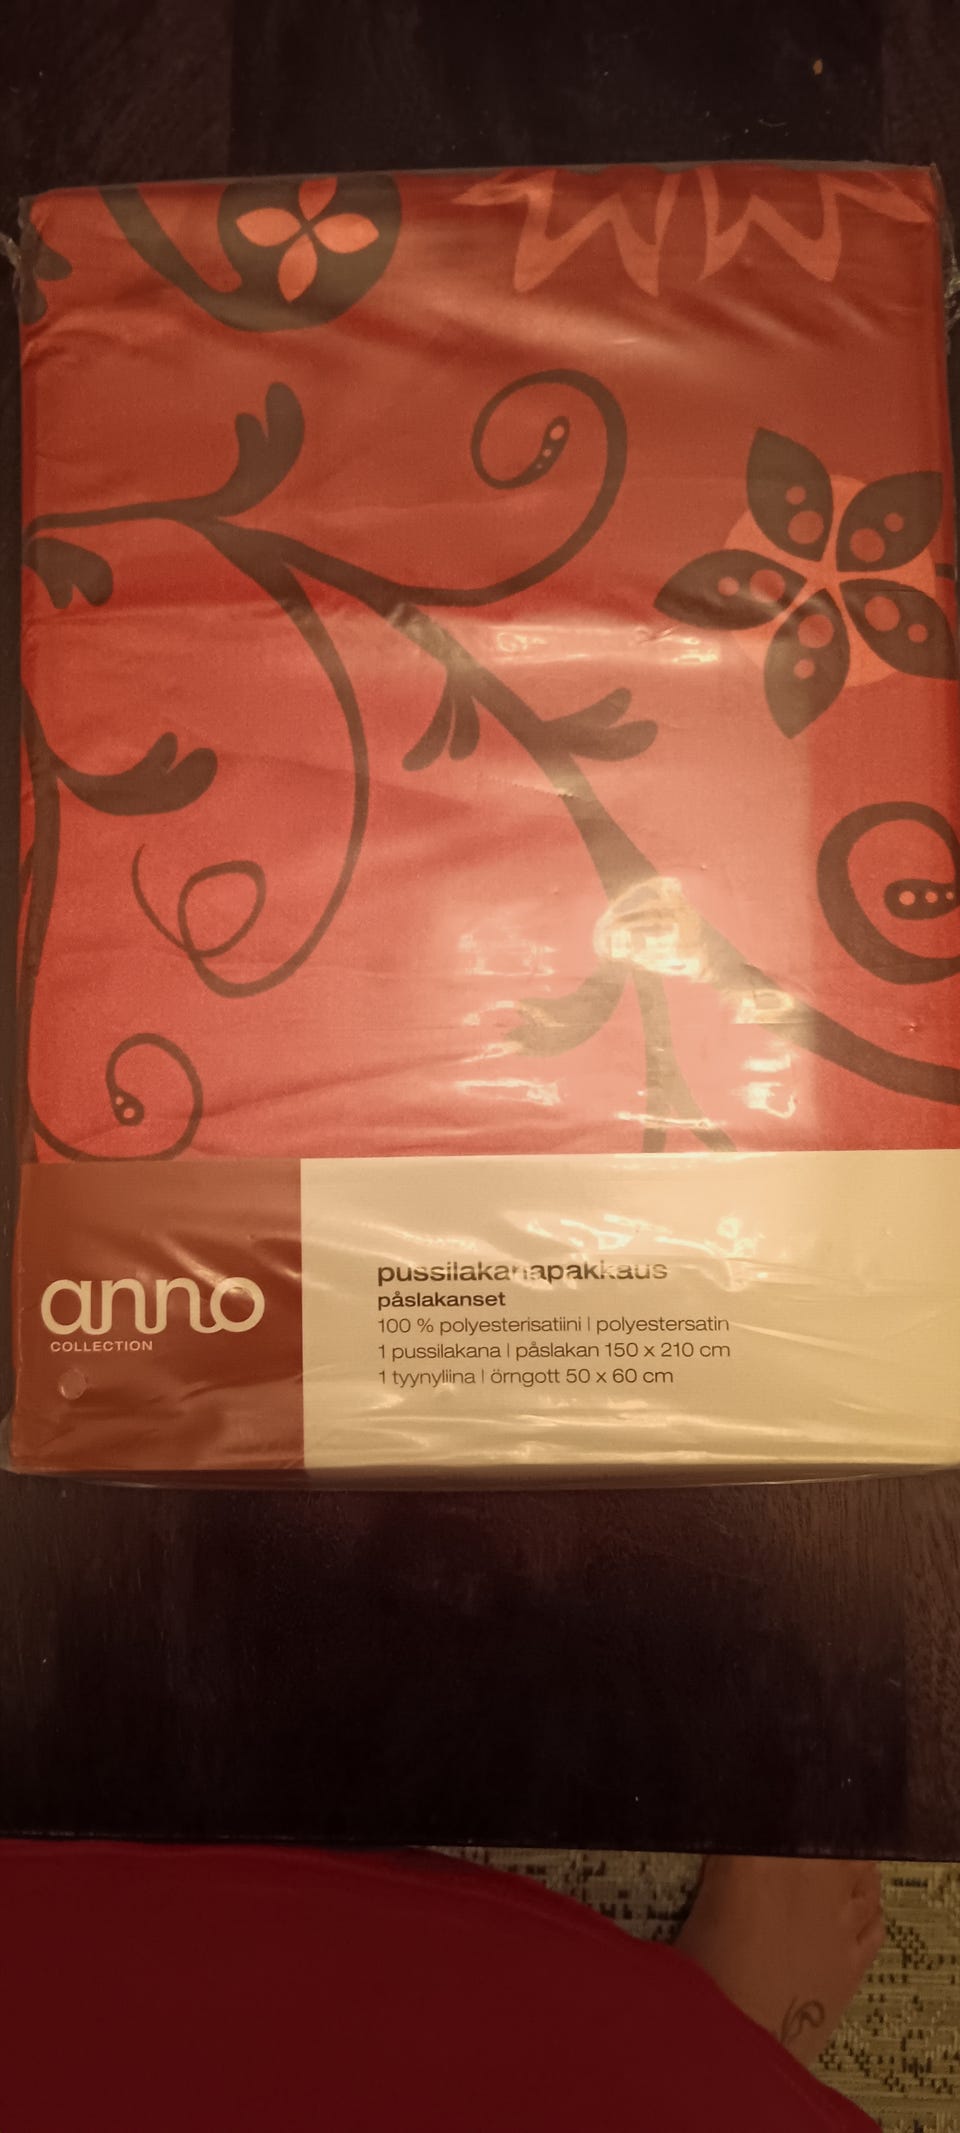 anno
COLLECTION
pussilakanapakkaus
påslakanset
100 % polyesterisatiini | polyestersatin
1 pussilakana | påslakan 150 x 210 cm
1 tyynyliina | örngott 50 x 60 cm